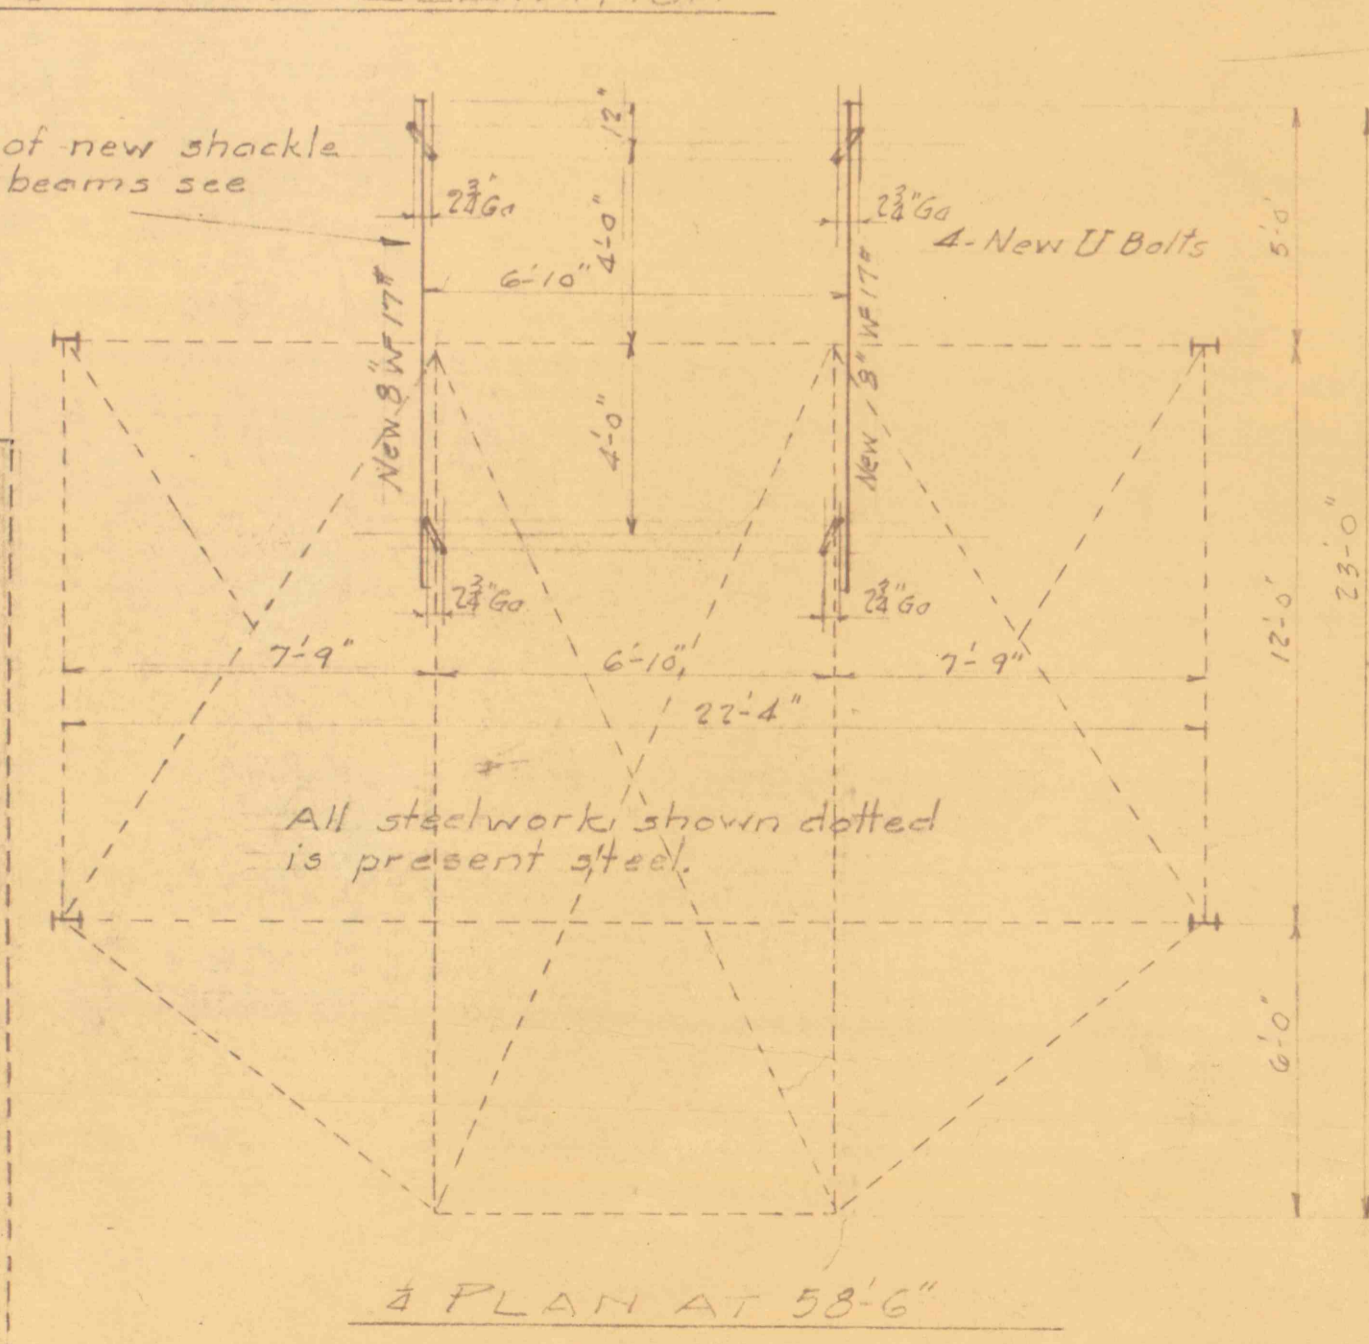 of new shackle
beams see
12"
2¾" Ga
2¾" Ga
4'-0"
4-New U Bolts
5'-0"
6'-10"
New 8" WF 17#
New 8" WF 17#
4'-0"
23'-0"
2¾" Ga
2¾" Ga
12'-0"
7'-9"
6'-10"
7'-9"
22'-4"
All steelwork shown dotted
is present steel.
6'-0"
¼ PLAN AT 58'-6"